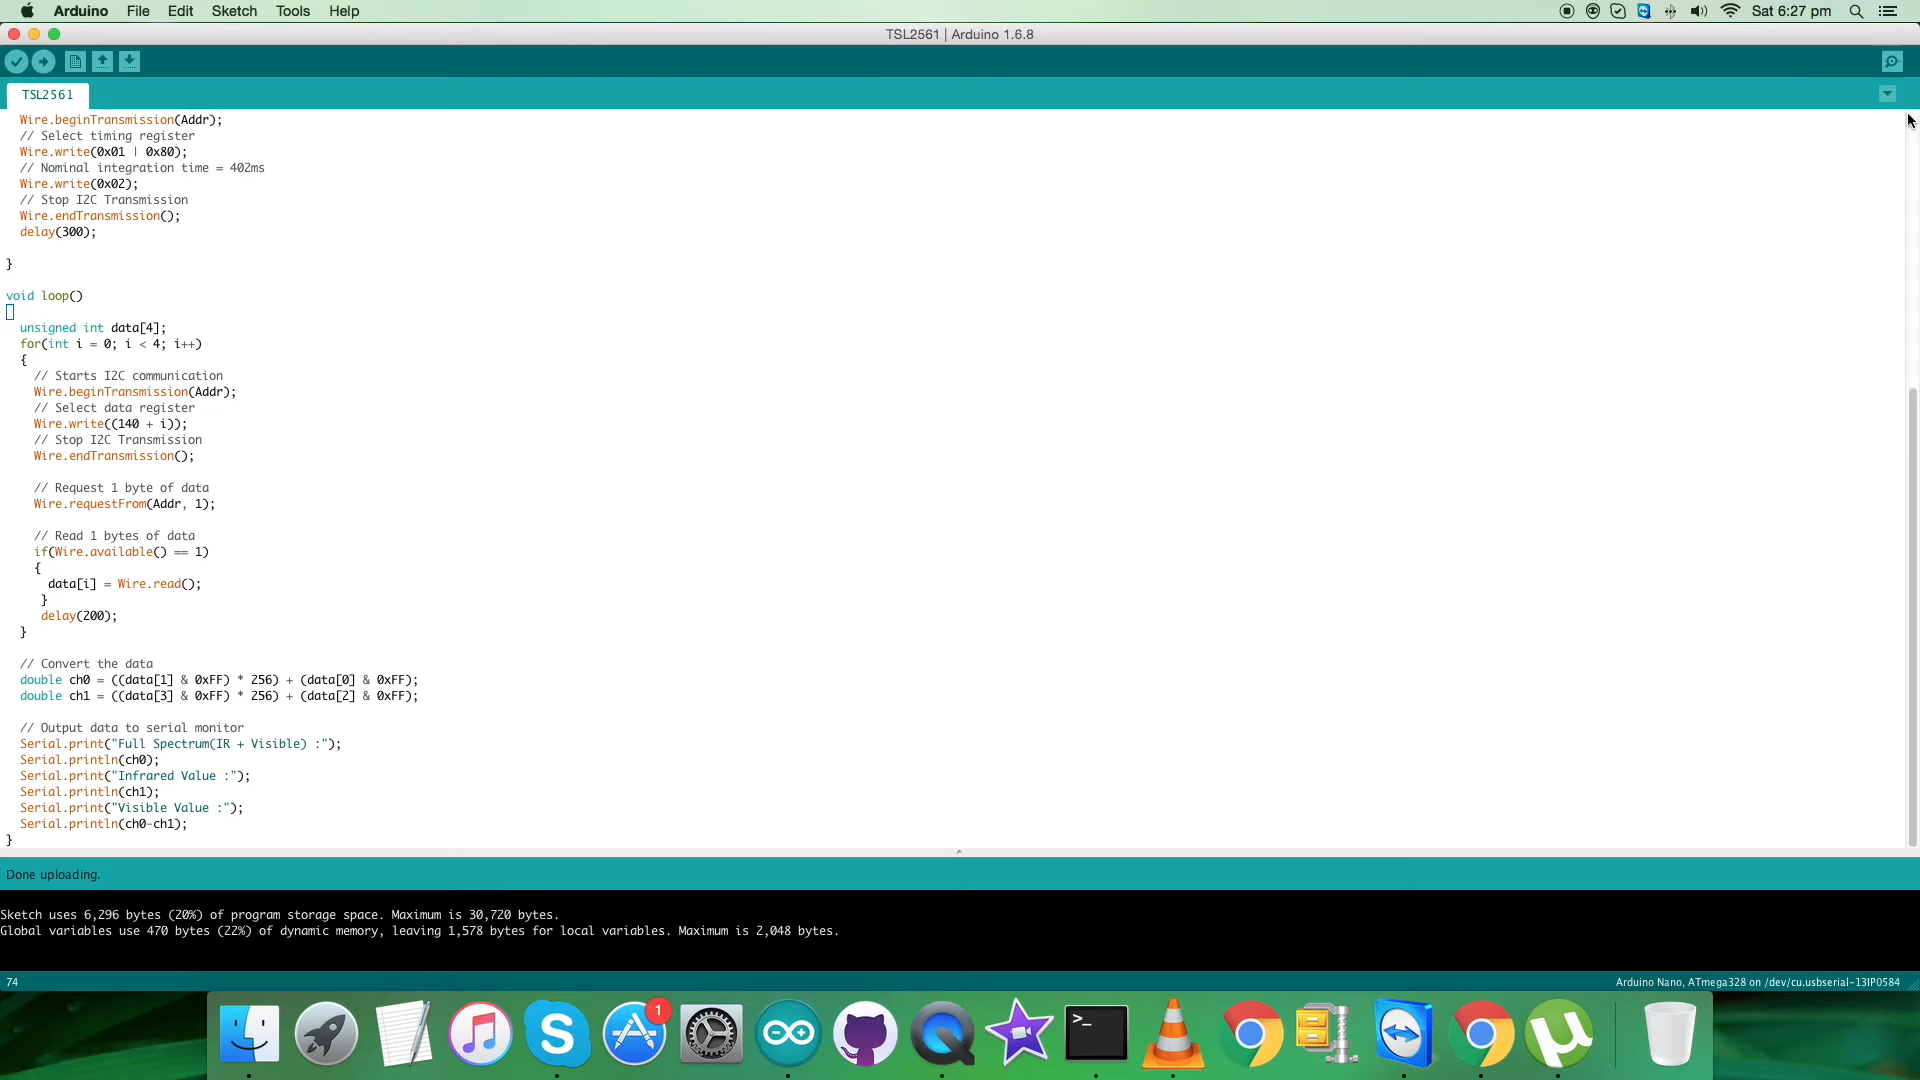 Arduino File Edit Sketch Tools Help Sat 6:27 pm
TSL2561 | Arduino 1.6.8
TSL2561
Wire.beginTransmission(Addr);
// Select timing register
Wire.write(0x01 | 0x80);
// Nominal integration time = 402ms
Wire.write(0x02);
// Stop I2C Transmission
Wire.endTransmission();
delay(300);
}
void loop()
unsigned int data[4];
for(int i = 0; i < 4; i++)
{
// Starts I2C communication
Wire.beginTransmission(Addr);
// Select data register
Wire.write((140 + i));
// Stop I2C Transmission
Wire.endTransmission();
// Request 1 byte of data
Wire.requestFrom(Addr, 1);
// Read 1 bytes of data
if(Wire.available() == 1)
{
data[i] = Wire.read();
}
delay(200);
}
// Convert the data
double ch0 = ((data[1] & 0xFF) * 256) + (data[0] & 0xFF);
double ch1 = ((data[3] & 0xFF) * 256) + (data[2] & 0xFF);
// Output data to serial monitor
Serial.print("Full Spectrum(IR + Visible) :");
Serial.println(ch0);
Serial.print("Infrared Value :");
Serial.println(ch1);
Serial.print("Visible Value :");
Serial.println(ch0-ch1);
}
Done uploading.
Sketch uses 6,296 bytes (20%) of program storage space. Maximum is 30,720 bytes.
Global variables use 470 bytes (22%) of dynamic memory, leaving 1,578 bytes for local variables. Maximum is 2,048 bytes.
74 Arduino Nano, ATmega328 on /dev/cu.usbserial-13IP0584
1